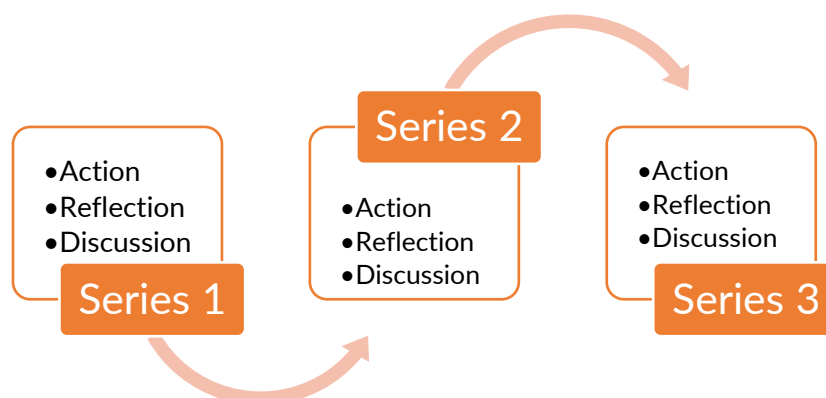 •Action
•Reflection
•Discussion
Series 1
Series 2
•Action
•Reflection
•Discussion
•Action
•Reflection
•Discussion
Series 3